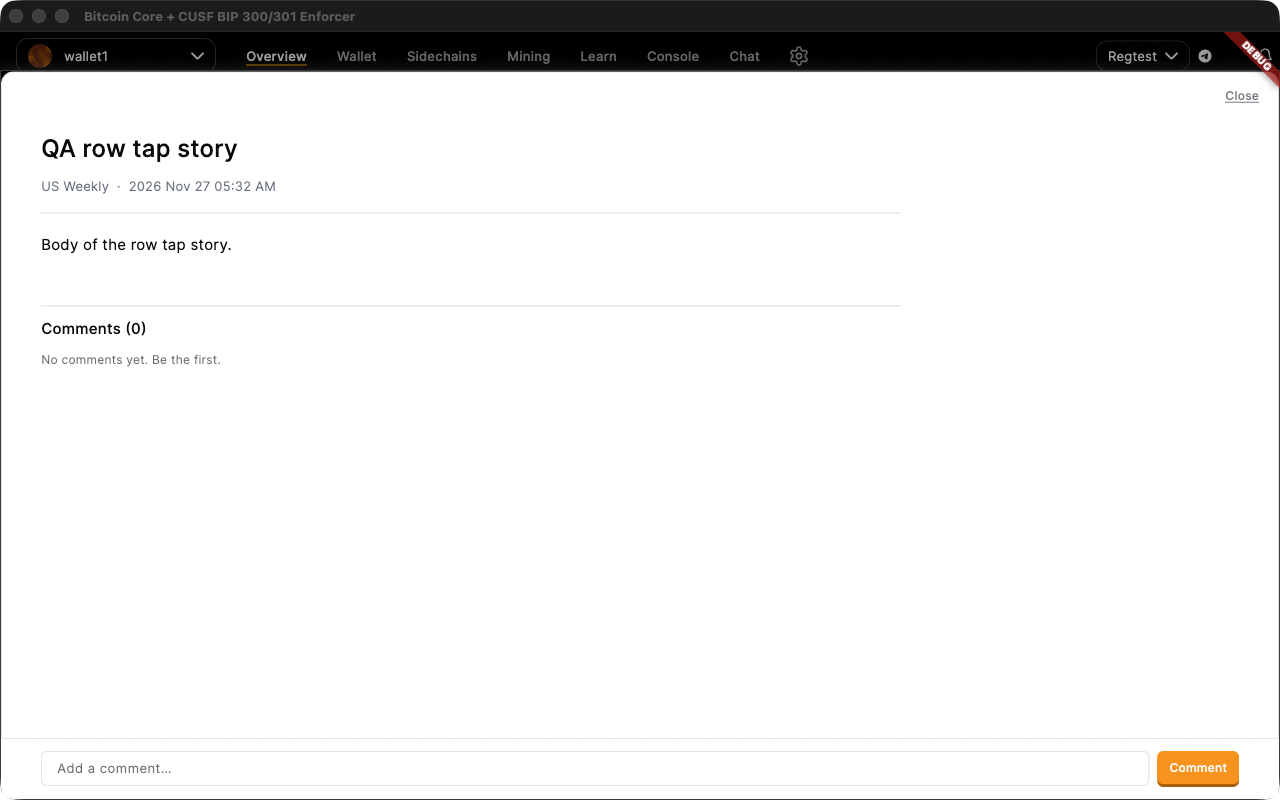 Bitcoin Core + CUSF BIP 300/301 Enforcer
wallet1 Overview Wallet Sidechains Mining Learn Console Chat Regtest DEBUG
Close
QA row tap story
US Weekly · 2026 Nov 27 05:32 AM
Body of the row tap story.
Comments (0)
No comments yet. Be the first.
Add a comment… Comment